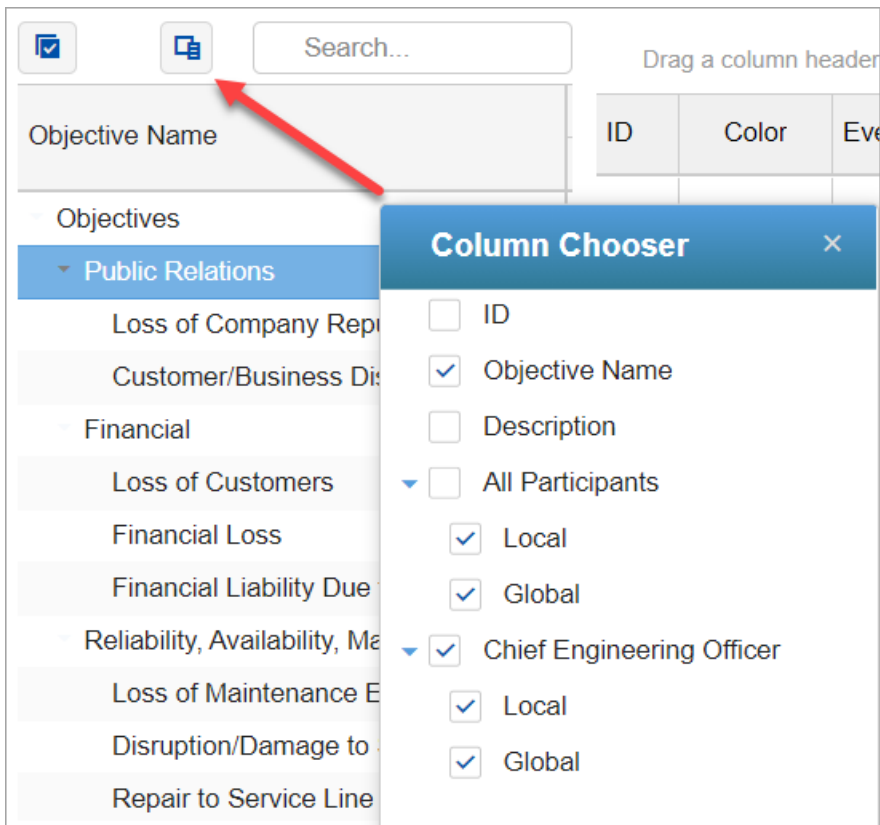 Search...
Drag a column header
Objective Name
ID
Color
Eve
Objectives
Public Relations
Loss of Company Repu
Customer/Business Dis
Financial
Loss of Customers
Financial Loss
Financial Liability Due
Reliability, Availability, Ma
Loss of Maintenance E
Disruption/Damage to
Repair to Service Line
Column Chooser
ID
Objective Name
Description
All Participants
Local
Global
Chief Engineering Officer
Local
Global